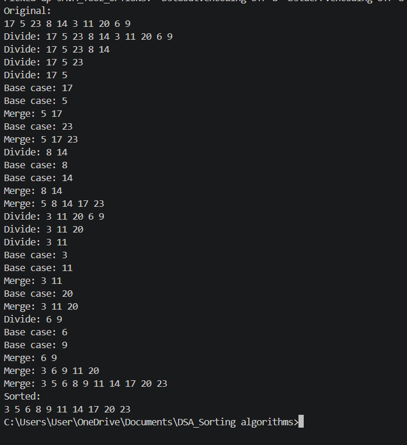 Original:
17 5 23 8 14 3 11 20 6 9
Divide: 17 5 23 8 14 3 11 20 6 9
Divide: 17 5 23 8 14
Divide: 17 5 23
Divide: 17 5
Base case: 17
Base case: 5
Merge: 5 17
Base case: 23
Merge: 5 17 23
Divide: 8 14
Base case: 8
Base case: 14
Merge: 8 14
Merge: 5 8 14 17 23
Divide: 3 11 20 6 9
Divide: 3 11 20
Divide: 3 11
Base case: 3
Base case: 11
Merge: 3 11
Base case: 20
Merge: 3 11 20
Divide: 6 9
Base case: 6
Base case: 9
Merge: 6 9
Merge: 3 6 9 11 20
Merge: 3 5 6 8 9 11 14 17 20 23
Sorted:
3 5 6 8 9 11 14 17 20 23
C:\Users\User\OneDrive\Documents\DSA_Sorting algorithms>